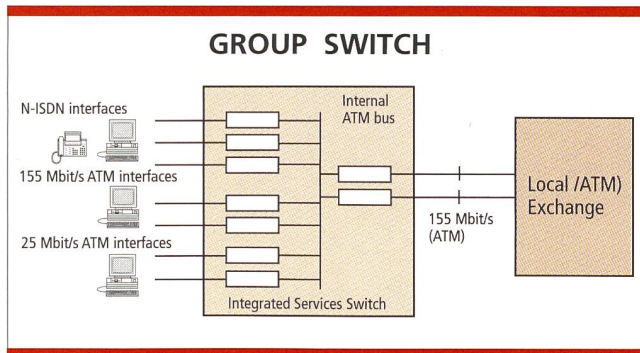 GROUP SWITCH
N-ISDN interfaces
Internal
ATM bus
155 Mbit/s ATM interfaces
25 Mbit/s ATM interfaces
Integrated Services Switch
155 Mbit/s
(ATM)
Local /ATM)
Exchange